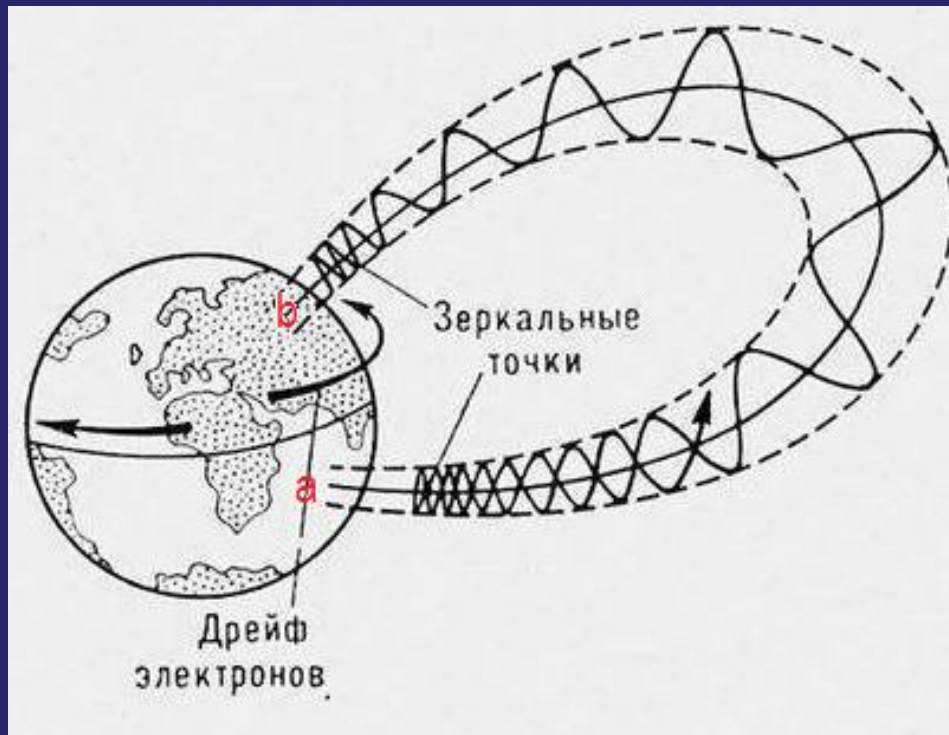 b
Зеркальные
точки
a
Дрейф
электронов